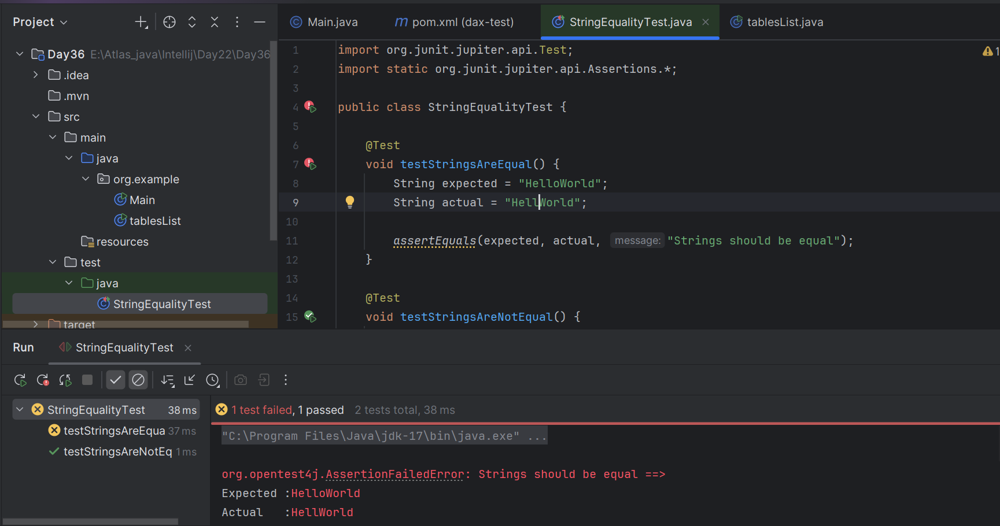 Project
Main.java
pom.xml (dax-test)
StringEqualityTest.java
tablesList.java
Day36 E:\Atlas_java\Intellij\Day22\Day36
.idea
.mvn
src
main
java
org.example
Main
tablesList
resources
test
java
StringEqualityTest
target
1 import org.junit.jupiter.api.Test;
1
2 import static org.junit.jupiter.api.Assertions.*;
3
4 public class StringEqualityTest {
5
6 @Test
7 void testStringsAreEqual() {
8 String expected = "HelloWorld";
9 String actual = "HellWorld";
10
11 assertEquals(expected, actual, message: "Strings should be equal");
12 }
13
14 @Test
15 void testStringsAreNotEqual() {
Run StringEqualityTest
StringEqualityTest 38 ms
testStringsAreEqua 37 ms
testStringsAreNotEq 1 ms
1 test failed, 1 passed 2 tests total, 38 ms
"C:\Program Files\Java\jdk-17\bin\java.exe" ...
org.opentest4j.AssertionFailedError: Strings should be equal ==>
Expected :HelloWorld
Actual :HellWorld